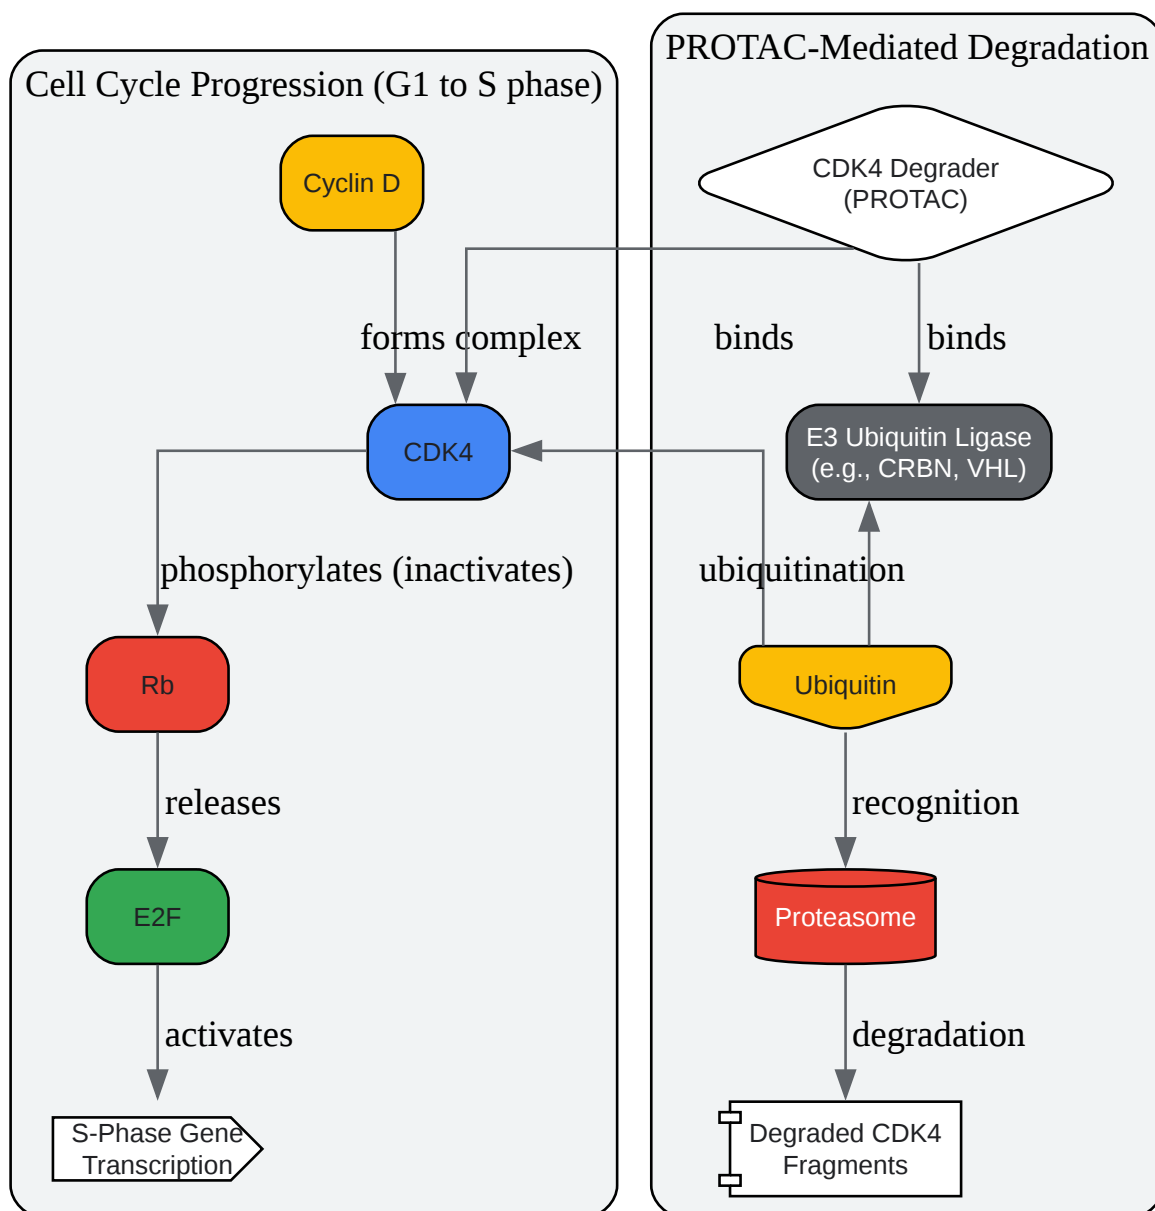 PROTAC-Mediated Degradation
Cell Cycle Progression (G1 to S phase)
Cyclin D
CDK4 Degrader
(PROTAC)
forms complex
binds
binds
CDK4
E3 Ubiquitin Ligase
(e.g., CRBN, VHL)
phosphorylates (inactivates)
ubiquitination
Rb
Ubiquitin
releases
recognition
E2F
Proteasome
activates
degradation
S-Phase Gene
Transcription
Degraded CDK4
Fragments